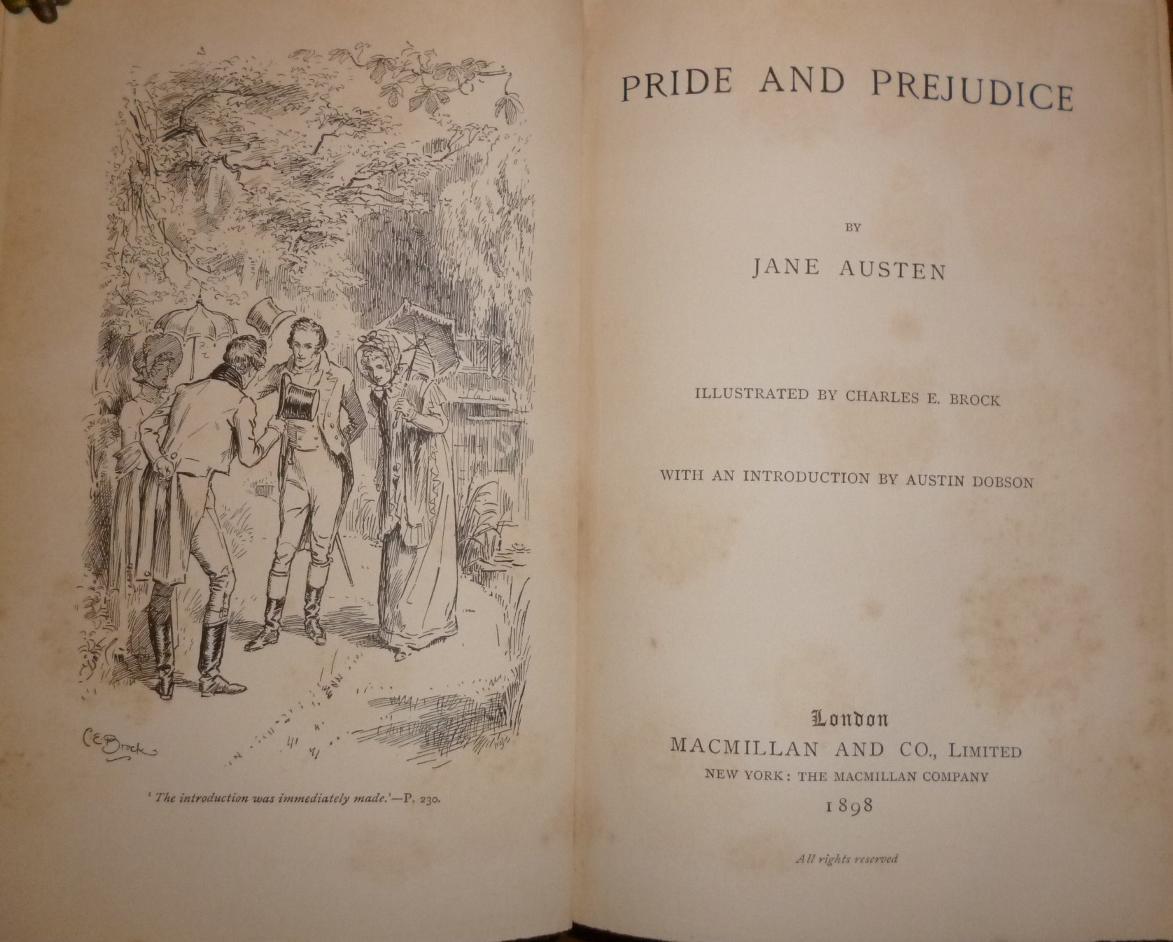 C E Brock
‘ The introduction was immediately made.’—P. 230.
PRIDE AND PREJUDICE
BY
JANE AUSTEN
ILLUSTRATED BY CHARLES E. BROCK
WITH AN INTRODUCTION BY AUSTIN DOBSON
London
MACMILLAN AND CO., LIMITED
NEW YORK: THE MACMILLAN COMPANY
1898
All rights reserved